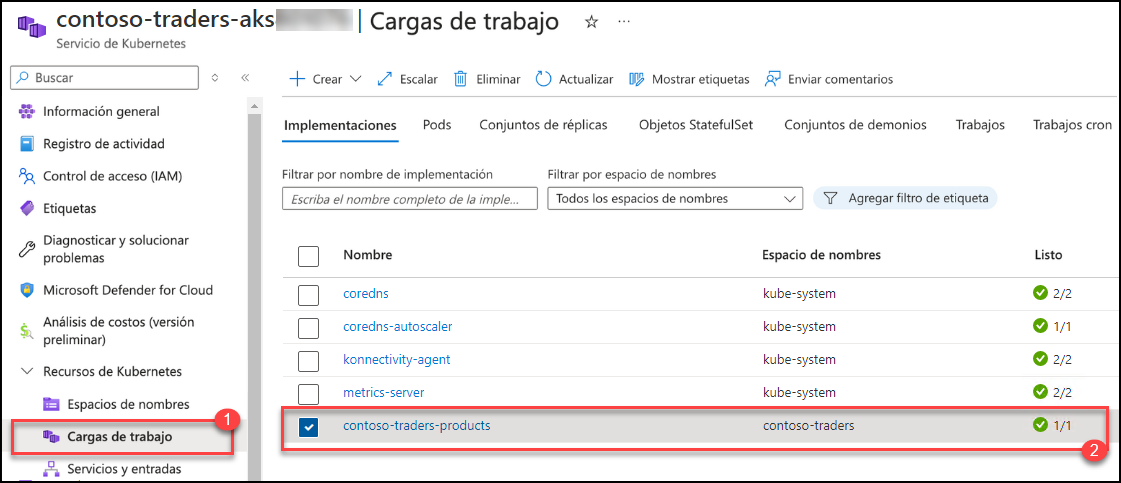 contoso-traders-aks | Cargas de trabajo
Servicio de Kubernetes
Buscar
Crear Escalar Eliminar Actualizar Mostrar etiquetas Enviar comentarios
Información general
Registro de actividad
Control de acceso (IAM)
Etiquetas
Diagnosticar y solucionar
problemas
Microsoft Defender for Cloud
Análisis de costos (versión
preliminar)
Recursos de Kubernetes
Espacios de nombres
Cargas de trabajo
1
Servicios y entradas
Implementaciones Pods Conjuntos de réplicas Objetos StatefulSet Conjuntos de demonios Trabajos Trabajos cron
Filtrar por nombre de implementación Filtrar por espacio de nombres
Escriba el nombre completo de la imple... Todos los espacios de nombres Agregar filtro de etiqueta
Nombre Espacio de nombres Listo
coredns kube-system 2/2
coredns-autoscaler kube-system 1/1
konnectivity-agent kube-system 2/2
metrics-server kube-system 2/2
contoso-traders-products contoso-traders 1/1
2